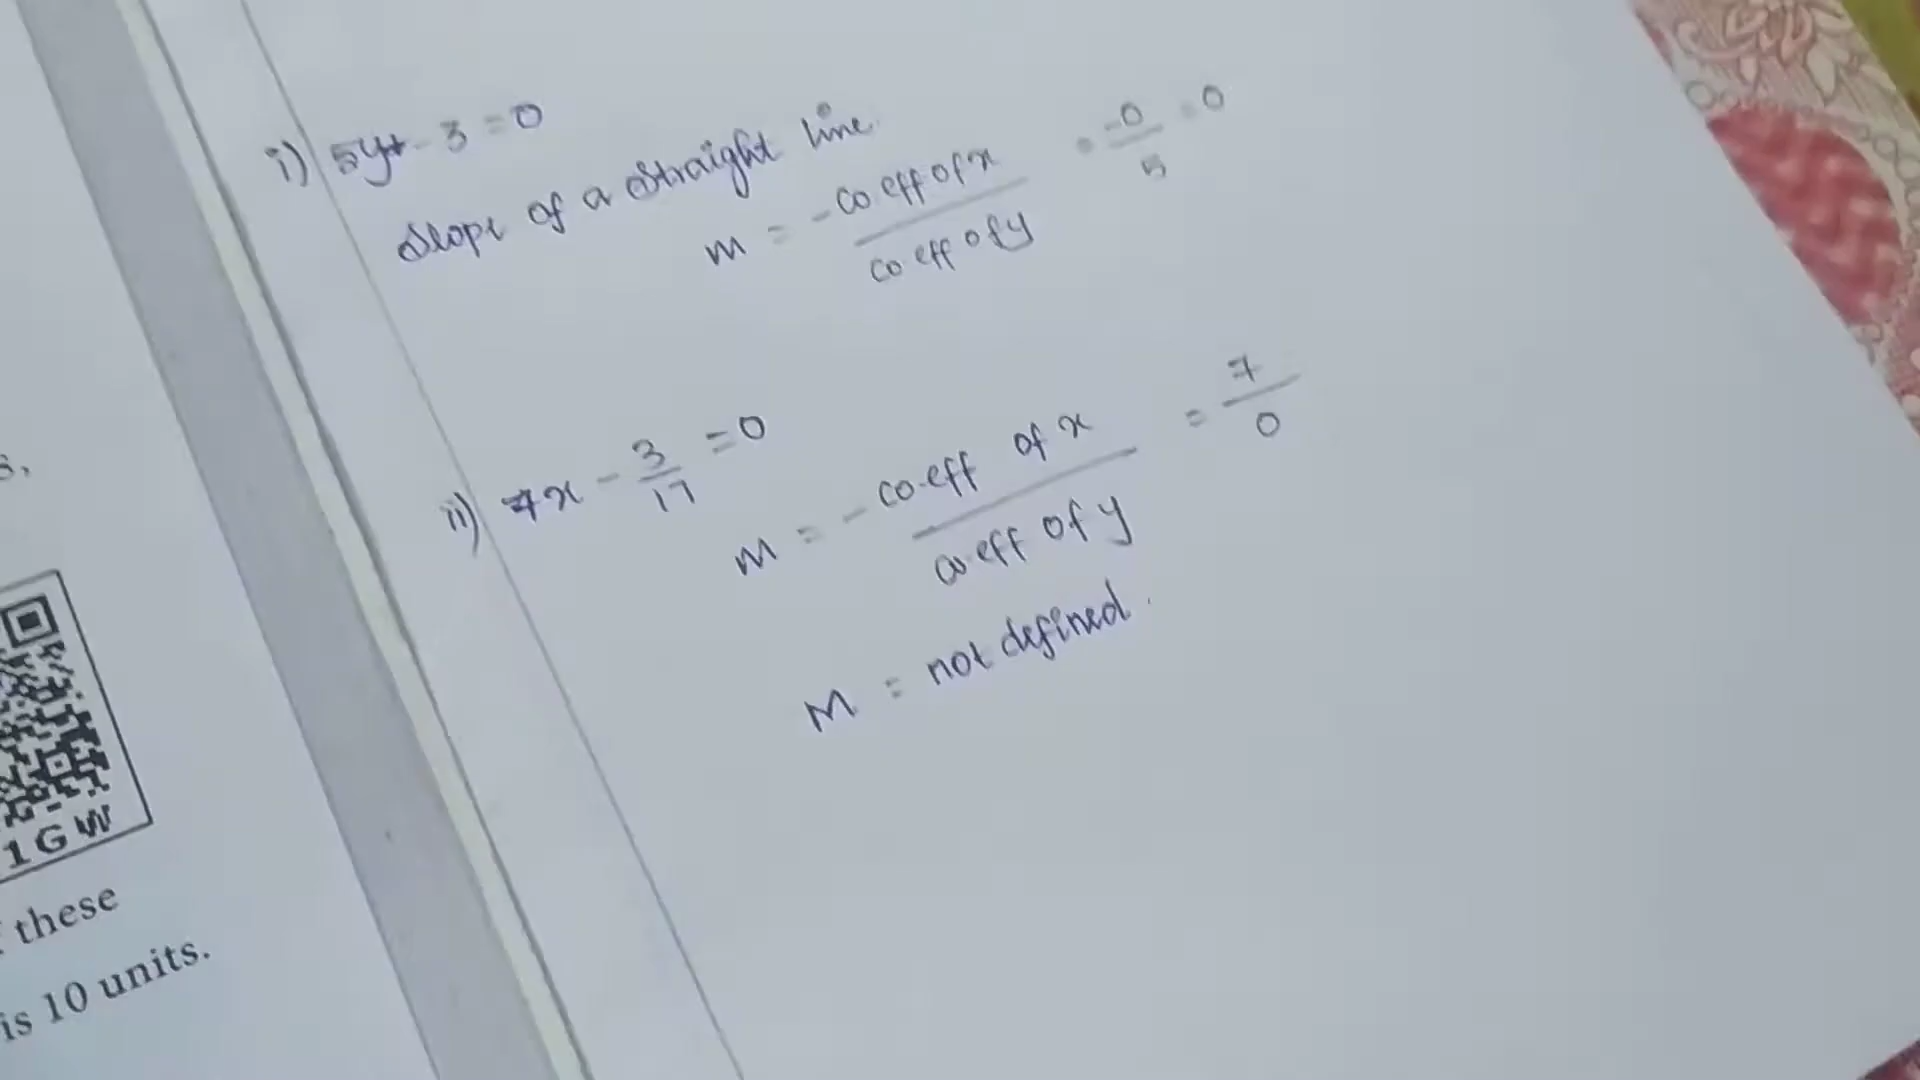 s,
1GW
these
is 10 units.
i) 5y - 3 = 0
Slope of a straight line.
m = - co.eff of x / co eff of y = -0/5 = 0
ii) 7x - 3/17 = 0
m = - co.eff of x / co.eff of y = 7/0
M = not defined.